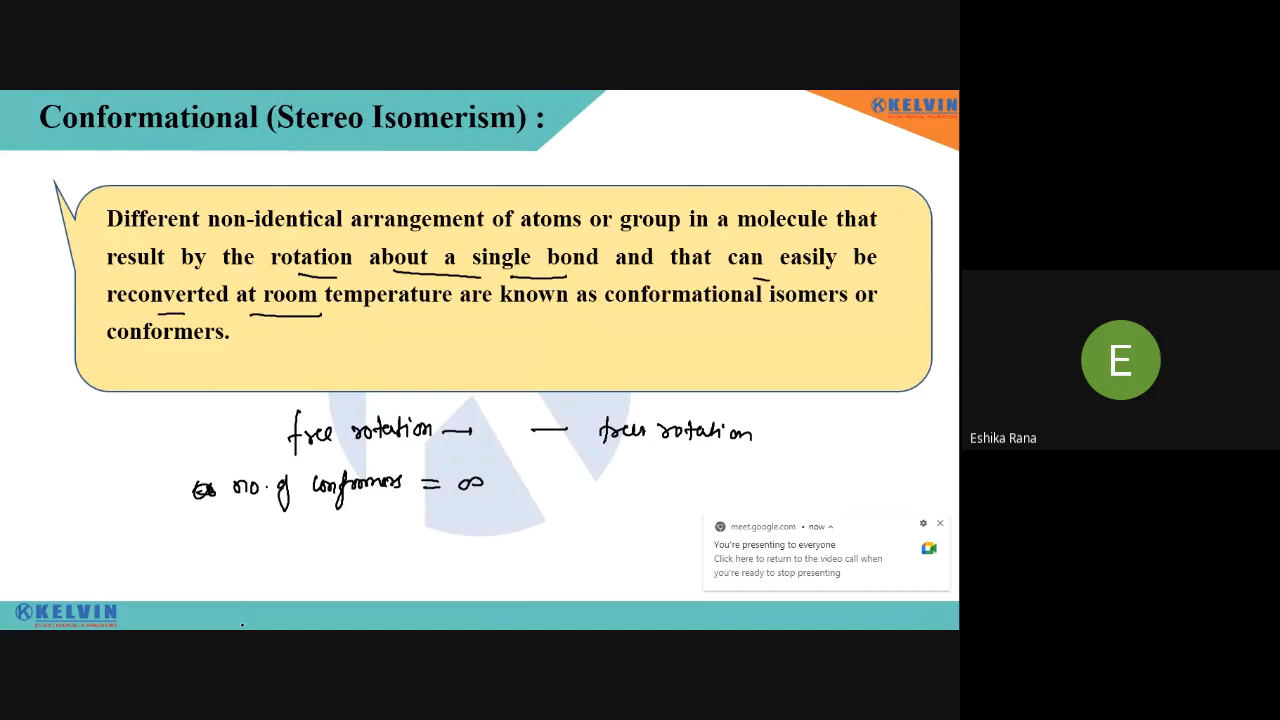 Conformational (Stereo Isomerism) :
KELVIN
Different non-identical arrangement of atoms or group in a molecule that
result by the rotation about a single bond and that can easily be
reconverted at room temperature are known as conformational isomers or
conformers.
free rotation → — free rotation
no. of conformers = ∞
meet.google.com • now
You're presenting to everyone
Click here to return to the video call when
you're ready to stop presenting
KELVIN
E
Eshika Rana